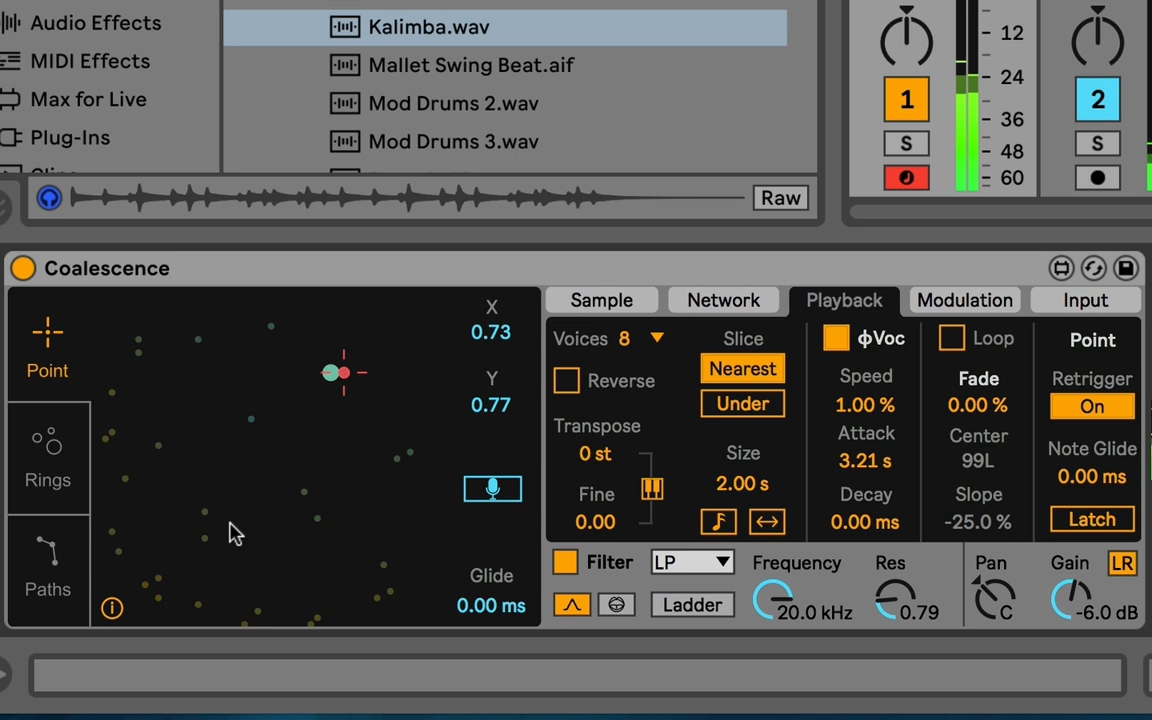 Audio Effects
MIDI Effects
Max for Live
Plug-Ins
Kalimba.wav
Mallet Swing Beat.aif
Mod Drums 2.wav
Mod Drums 3.wav
Raw
1
S
12
24
36
48
60
2
S
Coalescence
Point
Rings
Paths
X
0.73
Y
0.77
Glide
0.00 ms
Sample Network Playback Modulation Input
Voices 8
Reverse
Transpose
0 st
Fine
0.00
Slice
Nearest
Under
Size
2.00 s
ϕVoc
Speed
1.00 %
Attack
3.21 s
Decay
0.00 ms
Loop
Fade
0.00 %
Center
99L
Slope
-25.0 %
Point
Retrigger
On
Note Glide
0.00 ms
Latch
Filter LP
Ladder
Frequency
20.0 kHz
Res
0.79
Pan
C
Gain LR
-6.0 dB